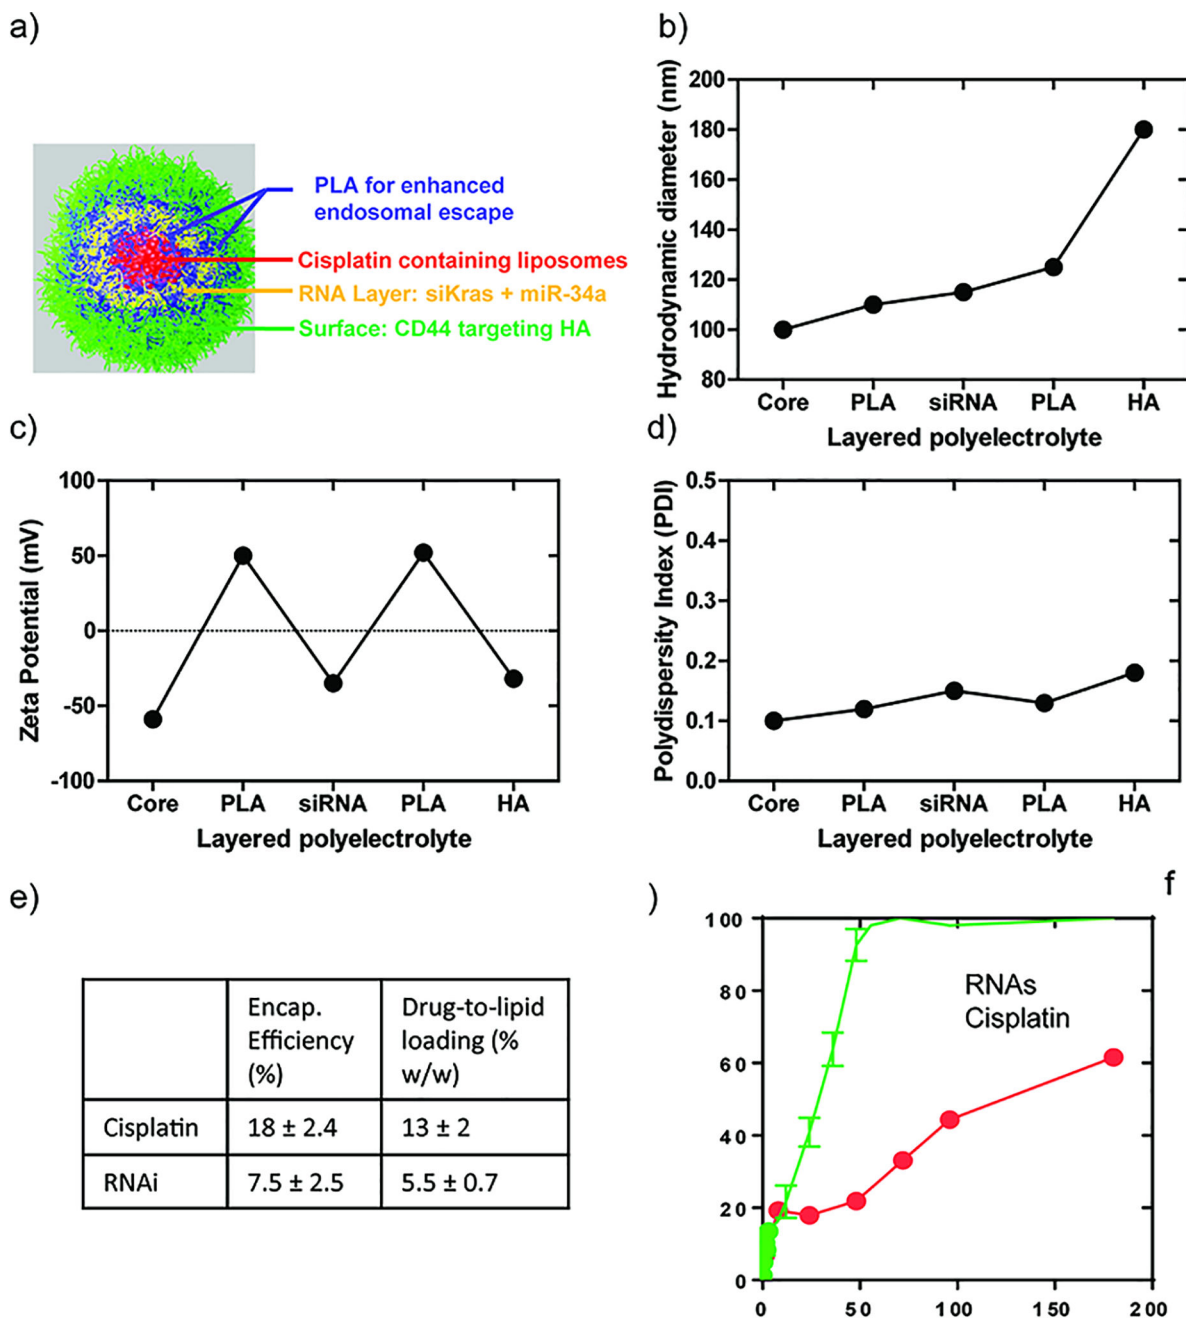 a)
PLA for enhanced
endosomal escape
Cisplatin containing liposomes
RNA Layer: siKras + miR-34a
Surface: CD44 targeting HA
b)
Hydrodynamic diameter (nm)
200
180
160
140
120
100
80
Core PLA siRNA PLA HA
Layered polyelectrolyte
c)
Zeta Potential (mV)
100
50
0
-50
-100
Core PLA siRNA PLA HA
Layered polyelectrolyte
d)
Polydispersity Index (PDI)
0.5
0.4
0.3
0.2
0.1
0.0
Core PLA siRNA PLA HA
Layered polyelectrolyte
e)
Encap.
Efficiency
(%)
Drug-to-lipid
loading (%
w/w)
Cisplatin 18 ± 2.4 13 ± 2
RNAi 7.5 ± 2.5 5.5 ± 0.7
f
)
100
80
60
40
20
0
RNAs
Cisplatin
0 50 100 150 200